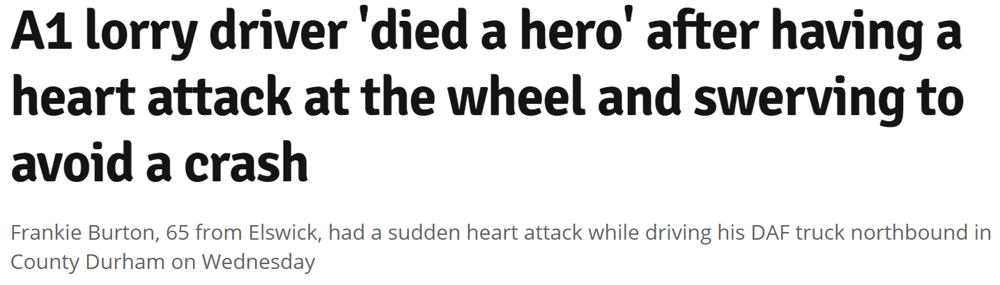 A1 lorry driver 'died a hero' after having a
heart attack at the wheel and swerving to
avoid a crash
Frankie Burton, 65 from Elswick, had a sudden heart attack while driving his DAF truck northbound in
County Durham on Wednesday